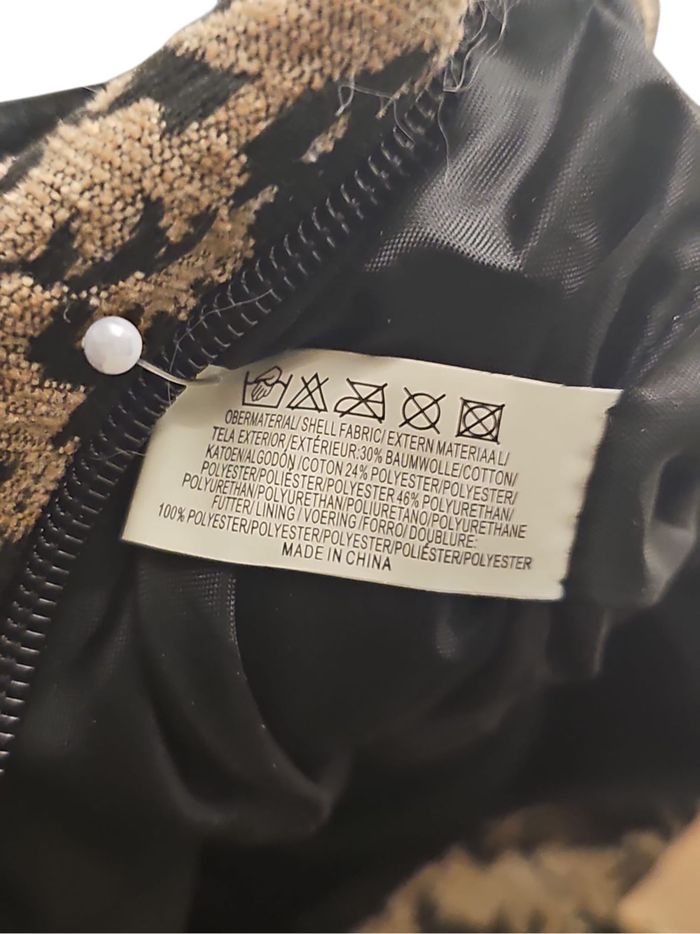 OBERMATERIAL/ SHELL FABRIC/ EXTERN MATERIAAL/
TELA EXTERIOR/ EXTÉRIEUR:30% BAUMWOLLE/COTTON/
KATOEN/ALGODÓN/COTON 24% POLYESTER/POLYESTER/
POLYESTER/POLIÉSTER/POLYESTER 46% POLYURETHAN/
POLYURETHAN/POLYURETHAN/POLIURETANO/POLYURETHANE
FUTTER/ LINING / VOERING /FORRO/ DOUBLURE:
100% POLYESTER/POLYESTER/POLYESTER/POLIÉSTER/POLYESTER
MADE IN CHINA